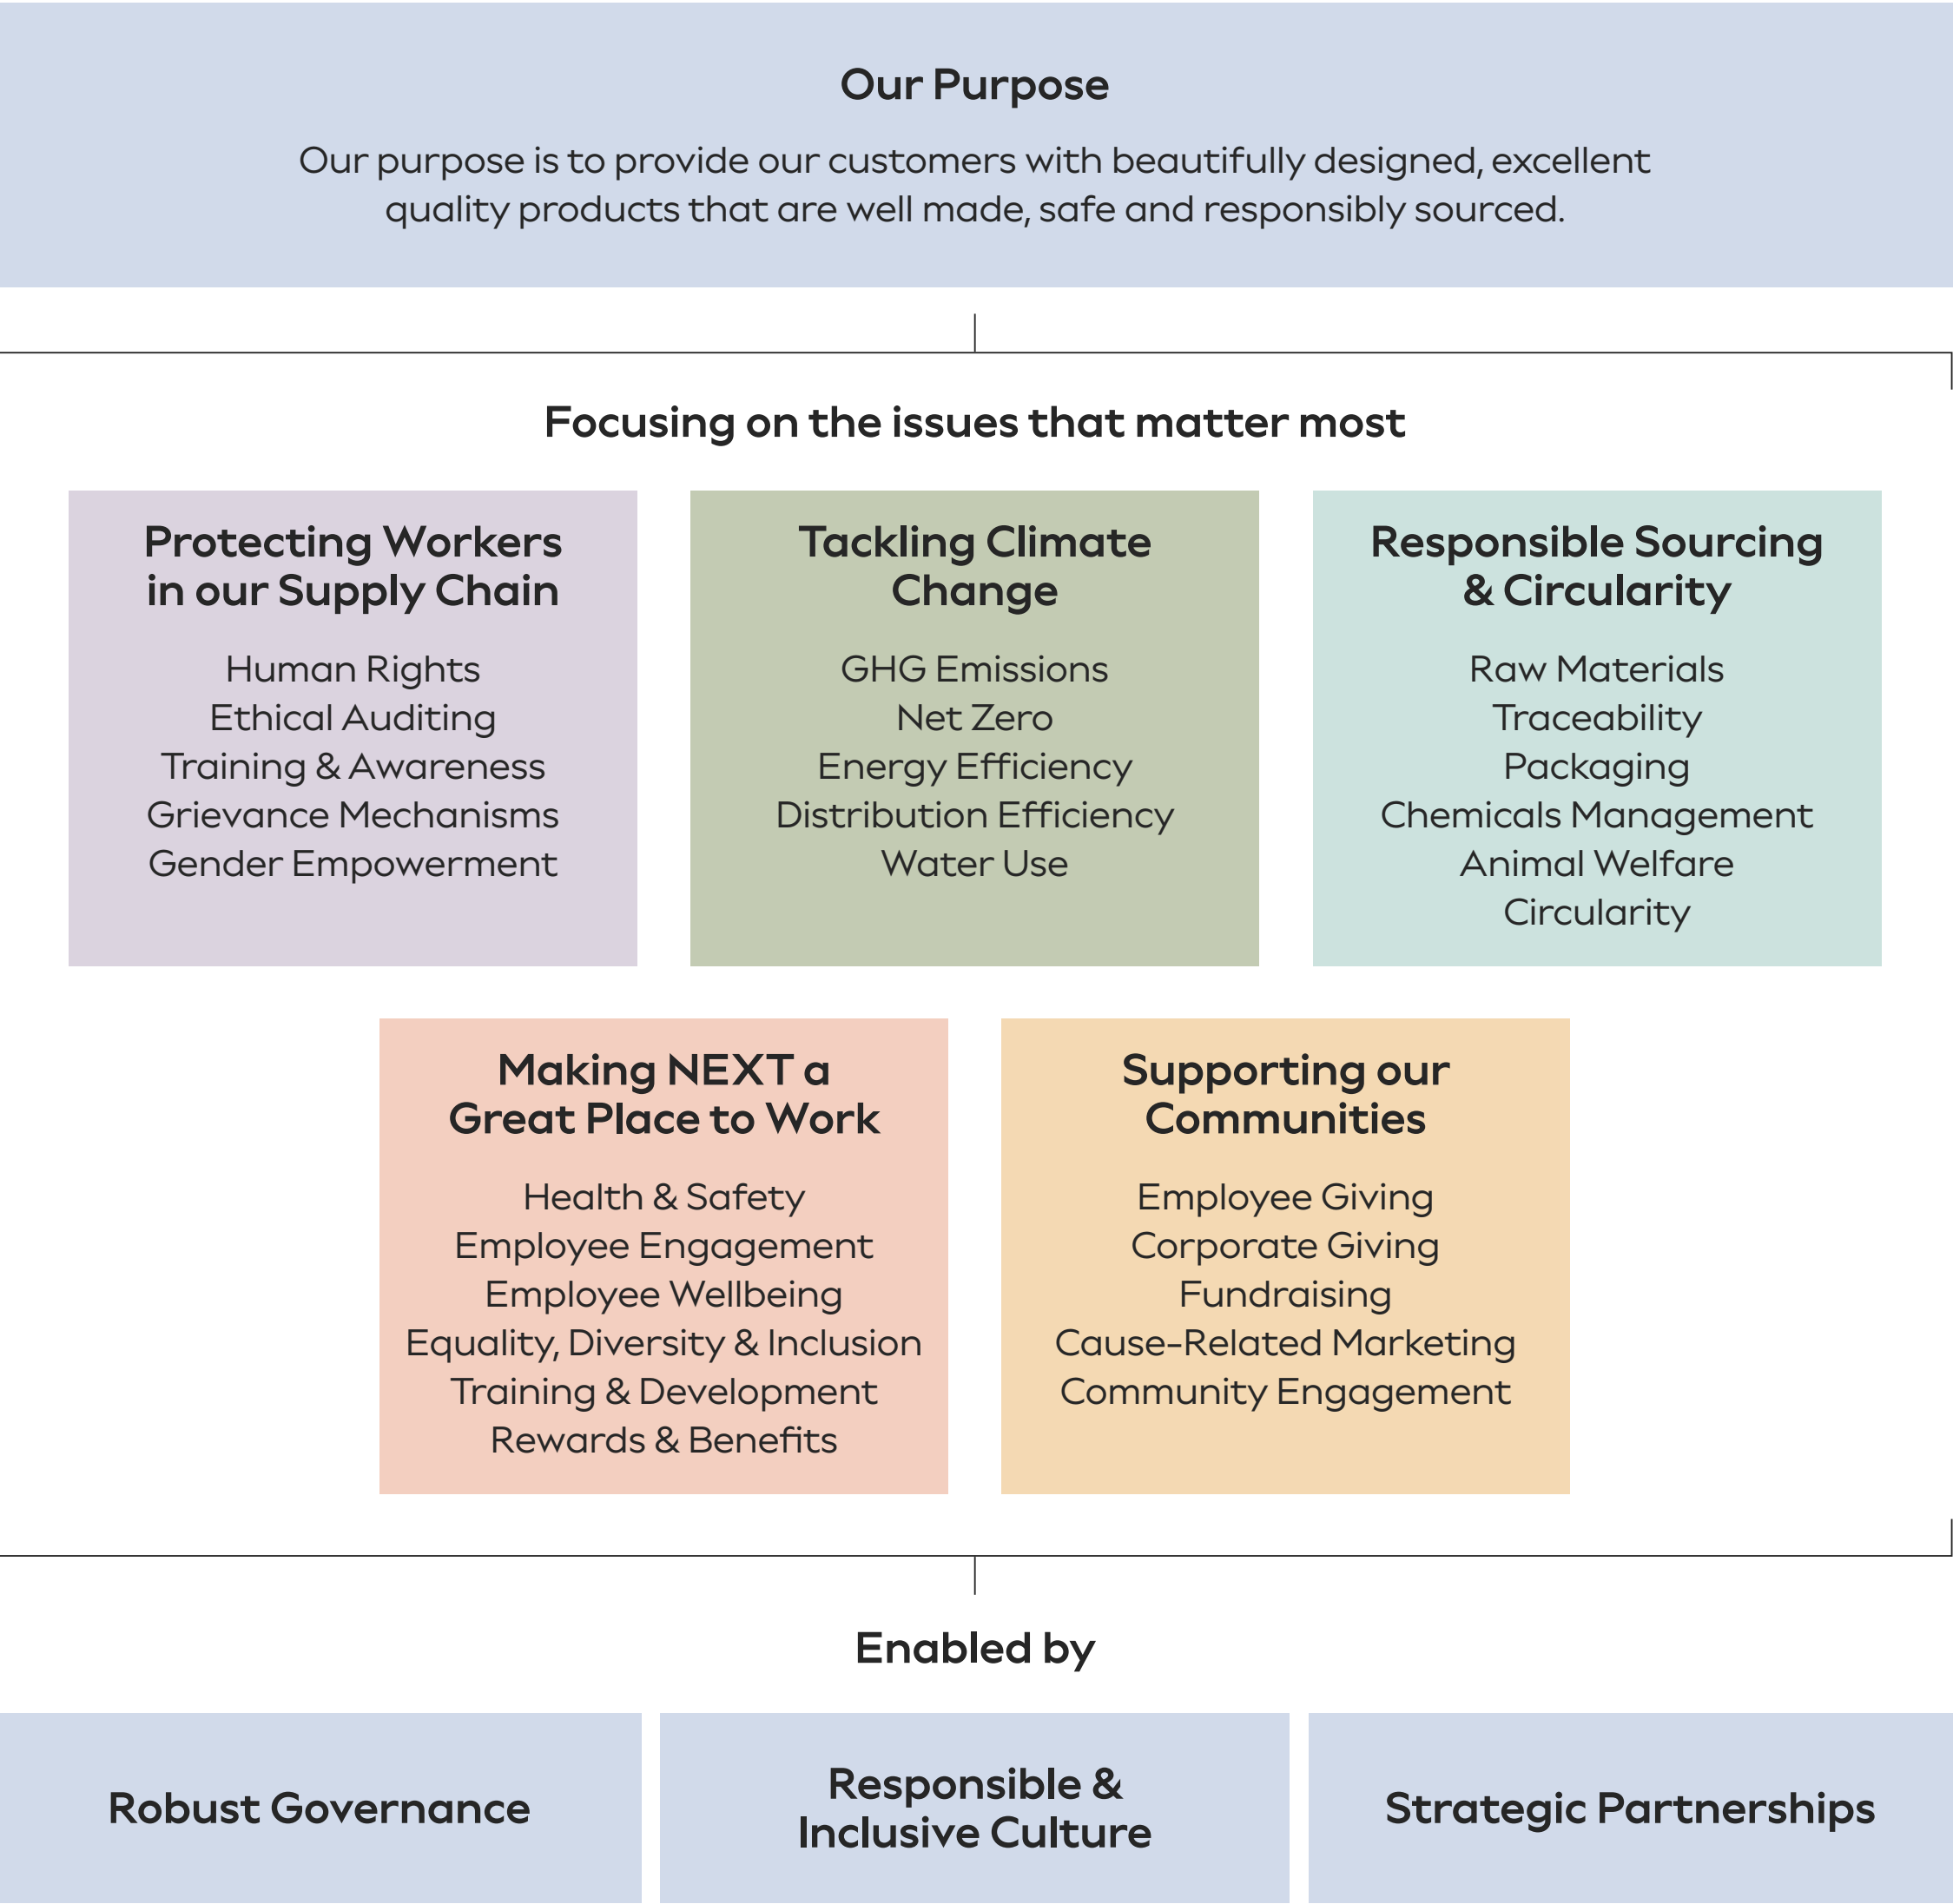 Our Purpose
Our purpose is to provide our customers with beautifully designed, excellent
quality products that are well made, safe and responsibly sourced.
Focusing on the issues that matter most
Protecting Workers
in our Supply Chain
Human Rights
Ethical Auditing
Training & Awareness
Grievance Mechanisms
Gender Empowerment
Tackling Climate
Change
GHG Emissions
Net Zero
Energy Efficiency
Distribution Efficiency
Water Use
Responsible Sourcing
& Circularity
Raw Materials
Traceability
Packaging
Chemicals Management
Animal Welfare
Circularity
Making NEXT a
Great Place to Work
Health & Safety
Employee Engagement
Employee Wellbeing
Equality, Diversity & Inclusion
Training & Development
Rewards & Benefits
Supporting our
Communities
Employee Giving
Corporate Giving
Fundraising
Cause-Related Marketing
Community Engagement
Enabled by
Robust Governance
Responsible &
Inclusive Culture
Strategic Partnerships